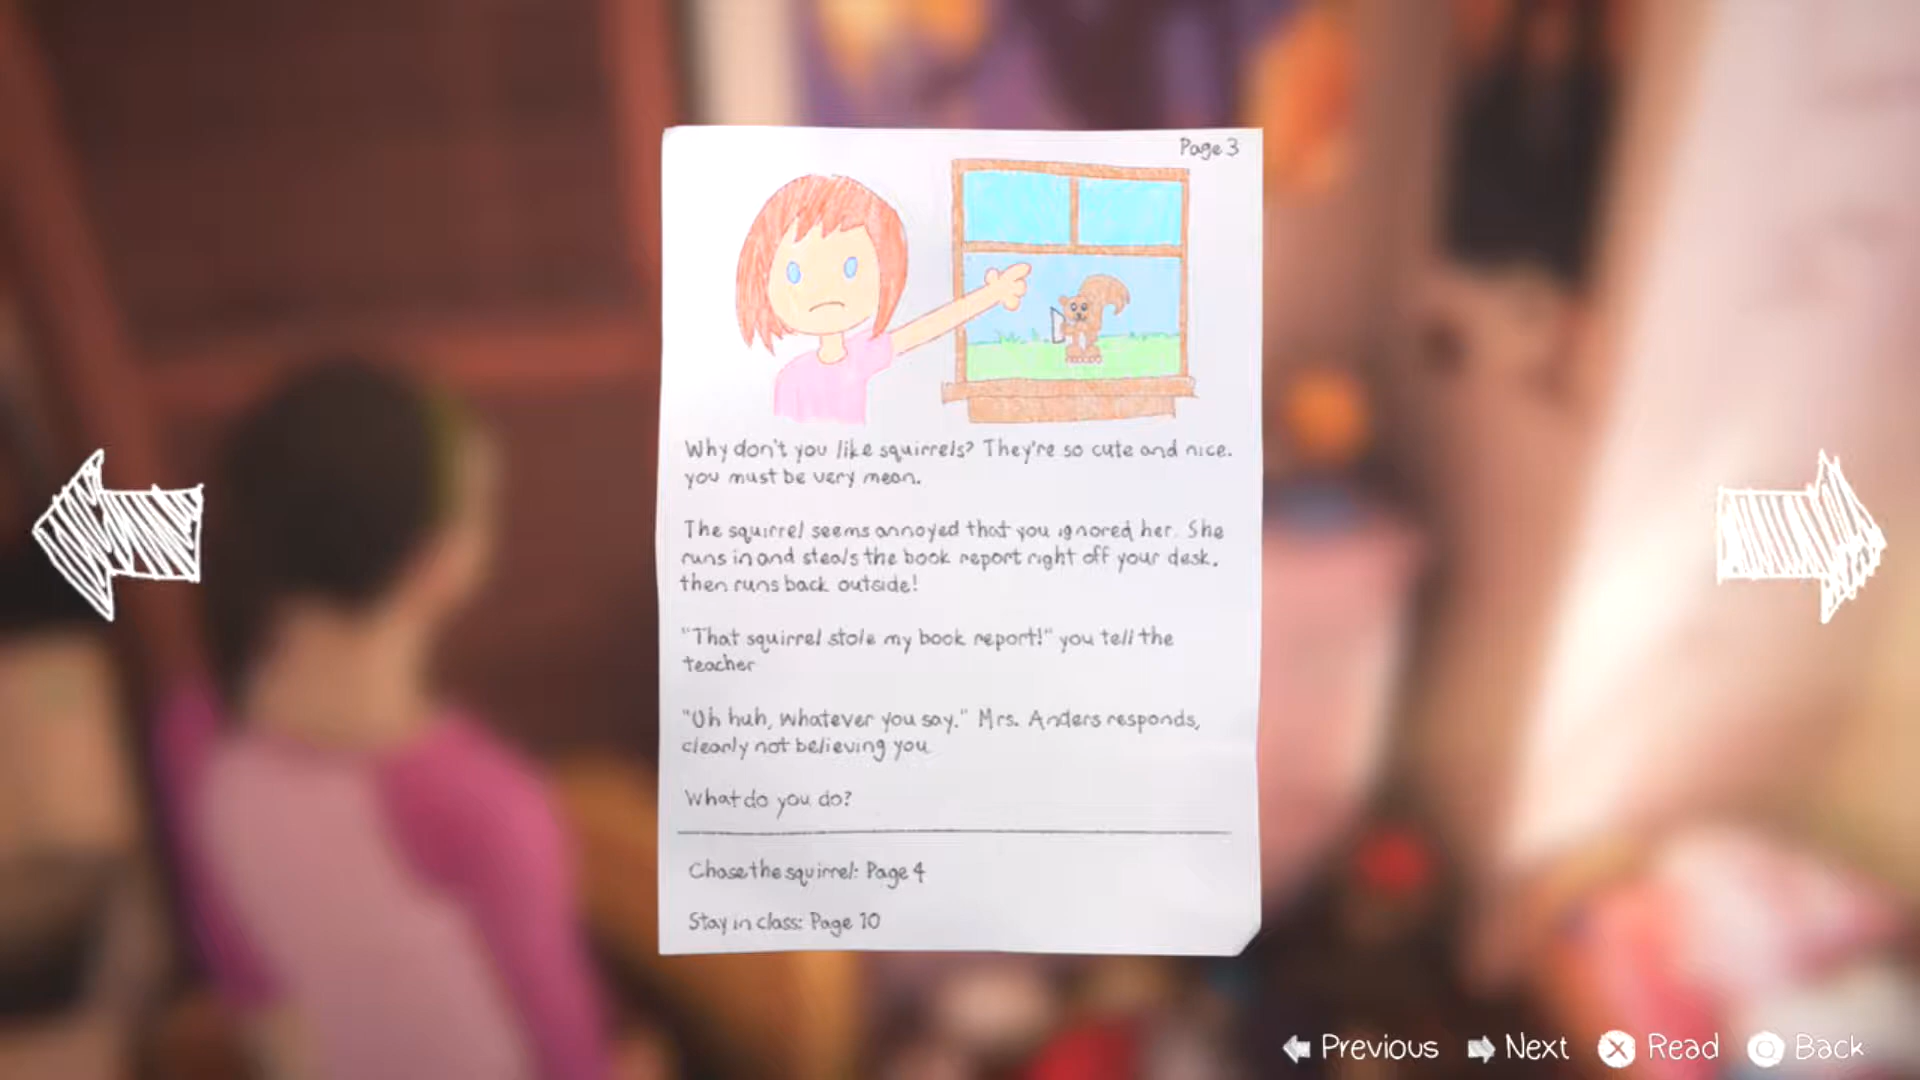 Page 3
Why don't you like squirrels? They're so cute and nice.
you must be very mean.
The squirrel seems annoyed that you ignored her. She
runs in and steals the book report right off your desk,
then runs back outside!
"That squirrel stole my book report!" you tell the
teacher
"Uh huh, whatever you say." Mrs. Anders responds,
clearly not believing you
What do you do?
Chase the squirrel: Page 4
Stay in class: Page 10
Previous Next Read Back